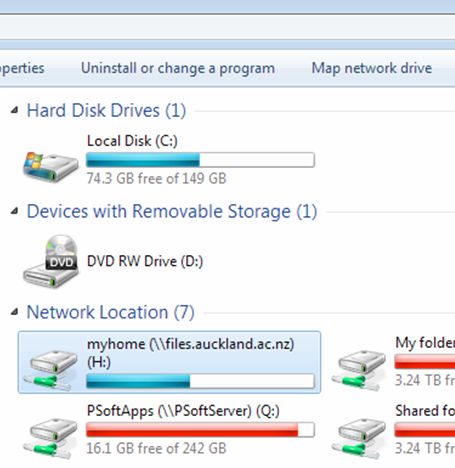 operties Uninstall or change a program Map network drive
Hard Disk Drives (1)
Local Disk (C:)
74.3 GB free of 149 GB
Devices with Removable Storage (1)
DVD
DVD RW Drive (D:)
Network Location (7)
myhome (\\files.auckland.ac.nz)
(H:)
My folder
3.24 TB fr
PSoftApps (\\PSoftServer) (Q:)
16.1 GB free of 242 GB
Shared fo
3.24 TB fr